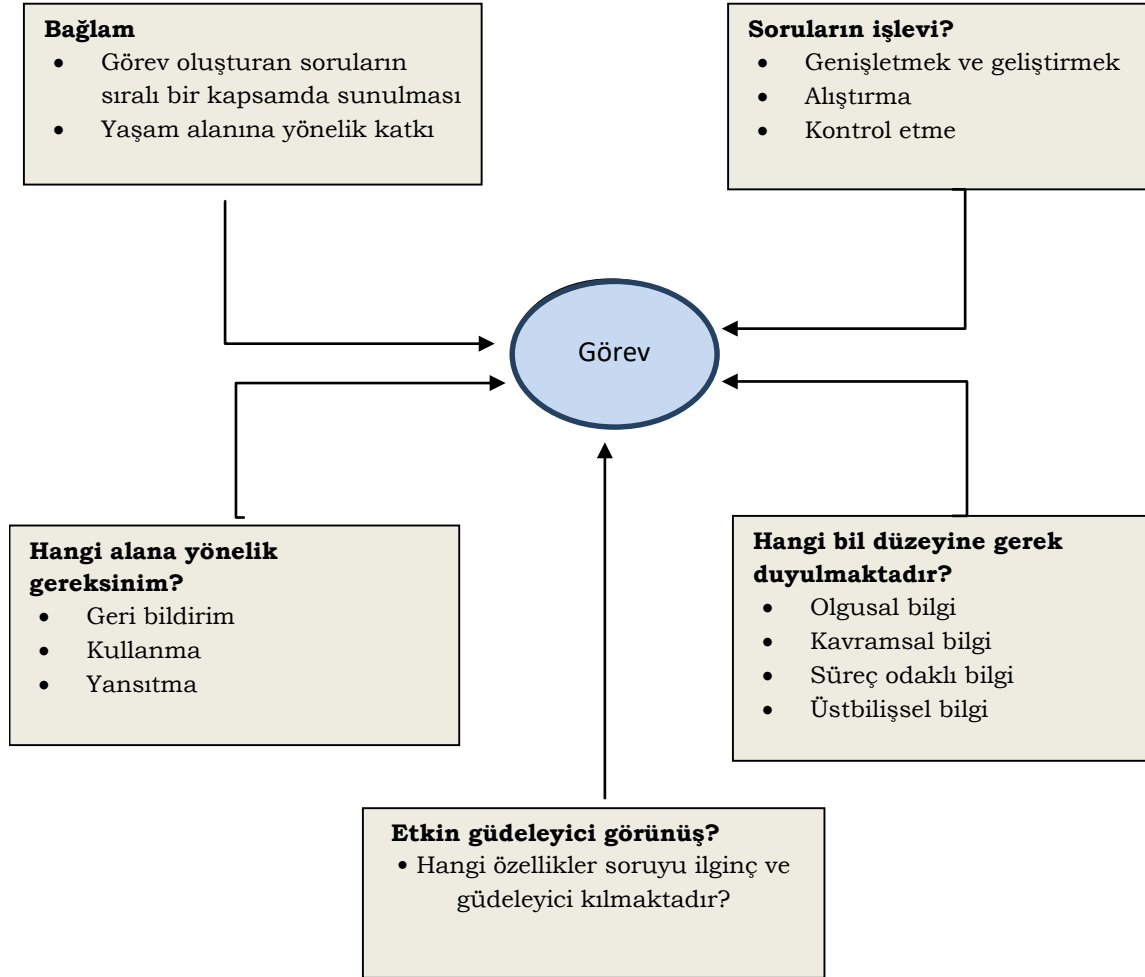 Bağlam
• Görev oluşturan soruların
sıralı bir kapsamda sunulması
• Yaşam alanına yönelik katkı
Soruların işlevi?
• Genişletmek ve geliştirmek
• Alıştırma
• Kontrol etme
Görev
Hangi alana yönelik
gereksinim?
• Geri bildirim
• Kullanma
• Yansıtma
Hangi bil düzeyine gerek
duyulmaktadır?
• Olgusal bilgi
• Kavramsal bilgi
• Süreç odaklı bilgi
• Üstbilişsel bilgi
Etkin güdeleyici görünüş?
• Hangi özellikler soruyu ilginç ve
güdeleyici kılmaktadır?